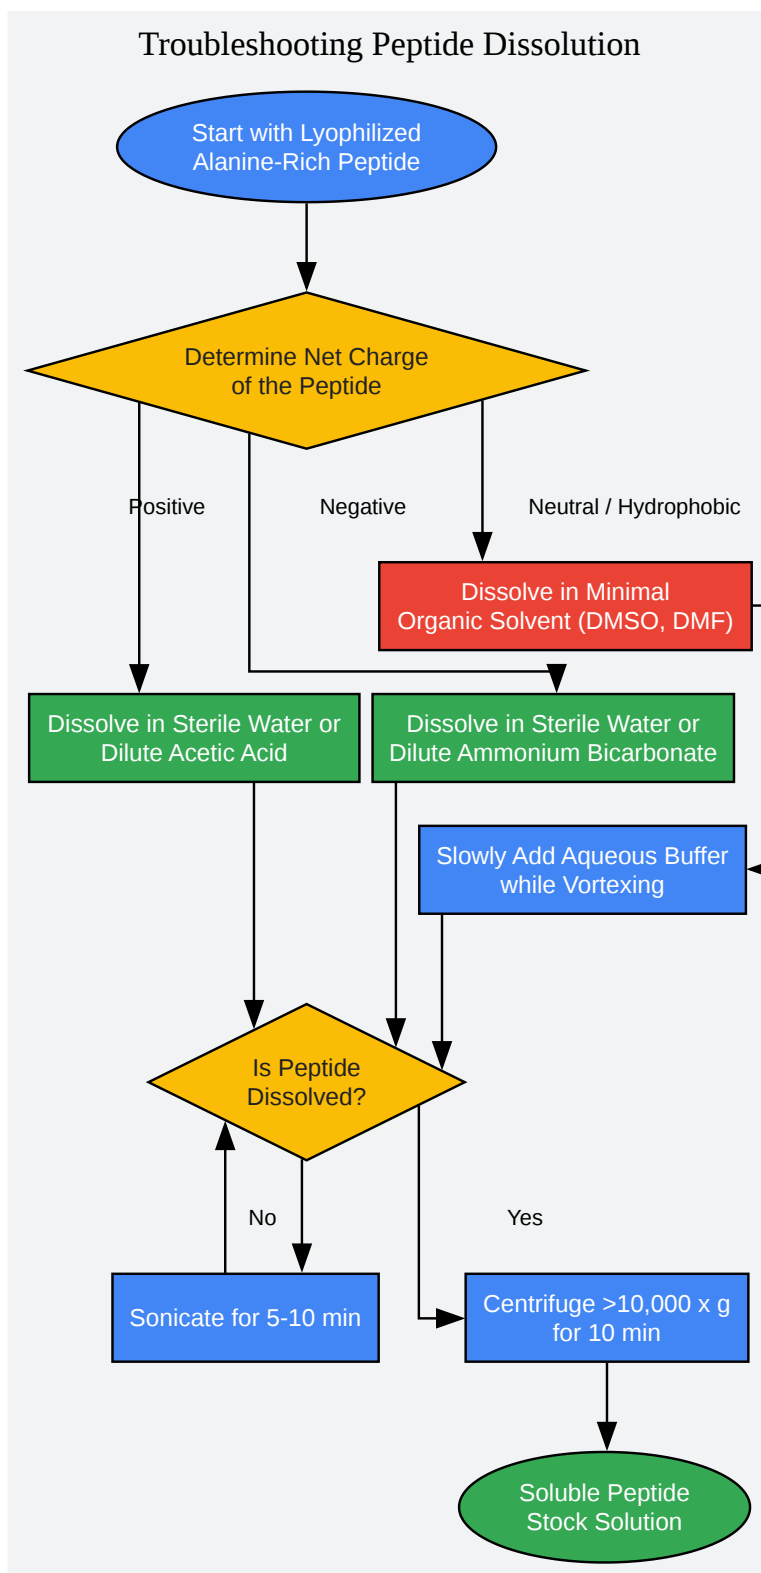 Troubleshooting Peptide Dissolution
Start with Lyophilized
Alanine-Rich Peptide
Determine Net Charge
of the Peptide
Positive
Negative
Neutral / Hydrophobic
Dissolve in Minimal
Organic Solvent (DMSO, DMF)
Dissolve in Sterile Water or
Dilute Acetic Acid
Dissolve in Sterile Water or
Dilute Ammonium Bicarbonate
Slowly Add Aqueous Buffer
while Vortexing
Is Peptide
Dissolved?
No
Yes
Sonicate for 5-10 min
Centrifuge >10,000 x g
for 10 min
Soluble Peptide
Stock Solution